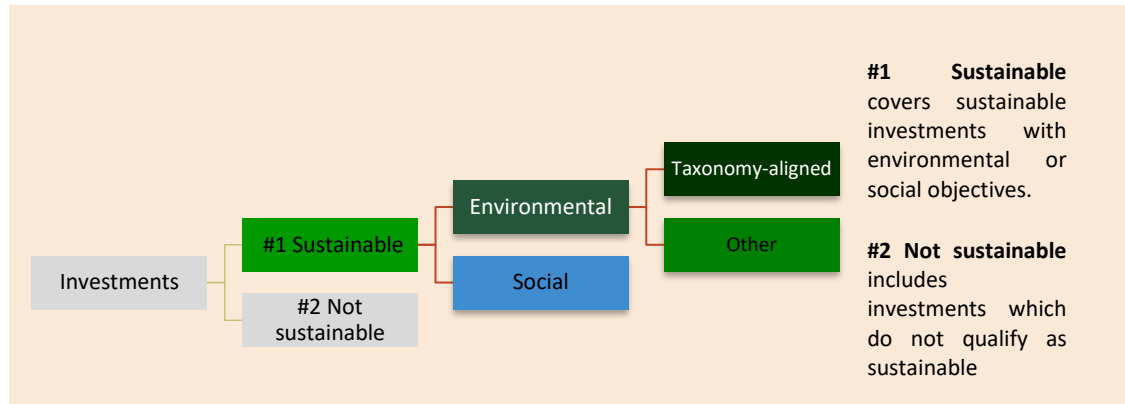 Investments
#1 Sustainable
#2 Not
sustainable
Environmental
Social
Taxonomy-aligned
Other
#1 Sustainable
covers sustainable
investments with
environmental or
social objectives.
#2 Not sustainable
includes
investments which
do not qualify as
sustainable